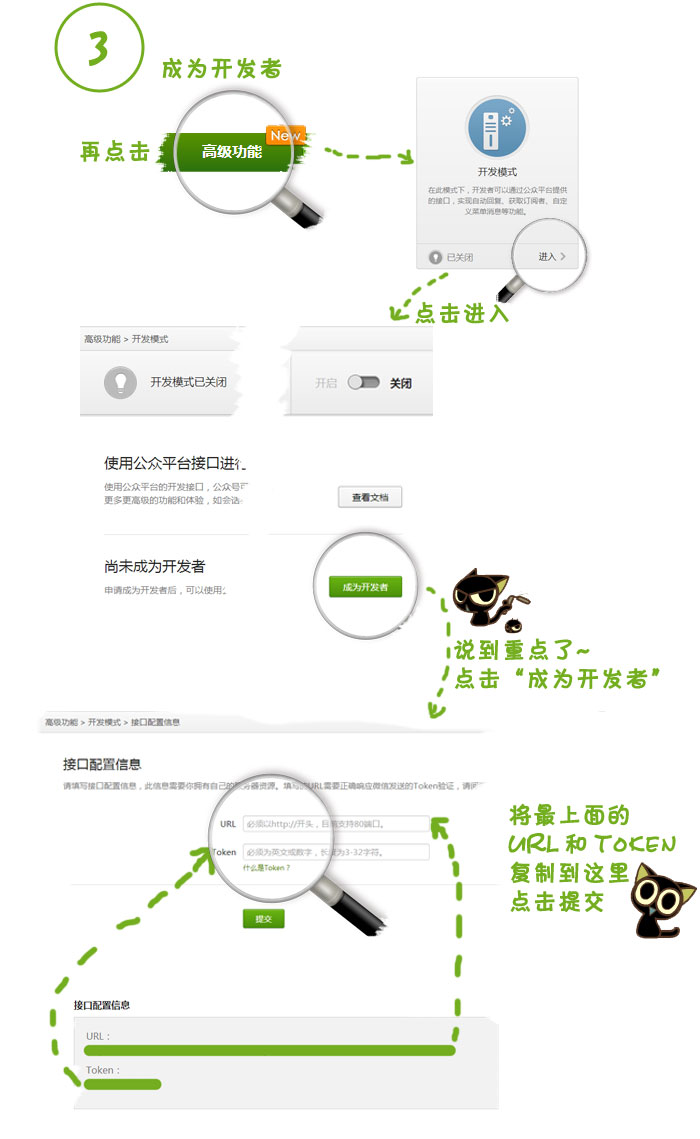 3
成为开发者
再点击
高级功能
New
开发模式
在此模式下，开发者可以通过公众平台提供
的接口，实现自动回复、获取订阅者、自定
义菜单消息等功能。
已关闭
进入
点击进入
高级功能 > 开发模式
开发模式已关闭
开启
关闭
使用公众平台接口进行
使用公众平台的开发接口，公众号可
更多更高级的功能和体验，如会话
查看文档
尚未成为开发者
申请成为开发者后，可以使用公
成为开发者
说到重点了~
点击“成为开发者”
高级功能 > 开发模式 > 接口配置信息
接口配置信息
请填写接口配置信息，此信息需要你拥有自己的服务器资源。填写的URL需要正确响应微信发送的Token验证，请阅
URL
必须以http://开头，目前支持80端口。
Token
必须为英文或数字，长度为3-32字符。
什么是Token？
提交
将最上面的
URL 和 TOKEN
复制到这里
点击提交
接口配置信息
URL：
Token：